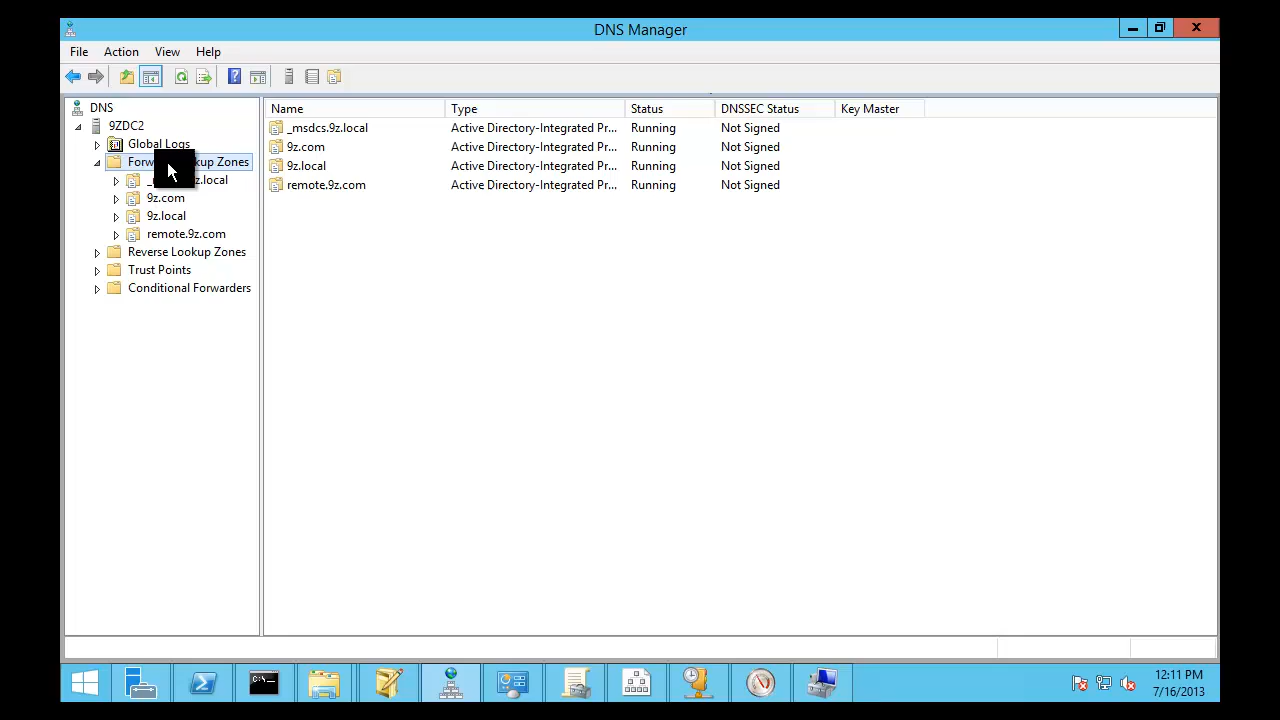 DNS Manager
File Action View Help
DNS
9ZDC2
Global Logs
Forw kup Zones
z.local
9z.com
9z.local
remote.9z.com
Reverse Lookup Zones
Trust Points
Conditional Forwarders
Name Type Status DNSSEC Status Key Master
_msdcs.9z.local Active Directory-Integrated Pr... Running Not Signed
9z.com Active Directory-Integrated Pr... Running Not Signed
9z.local Active Directory-Integrated Pr... Running Not Signed
remote.9z.com Active Directory-Integrated Pr... Running Not Signed
12:11 PM
7/16/2013